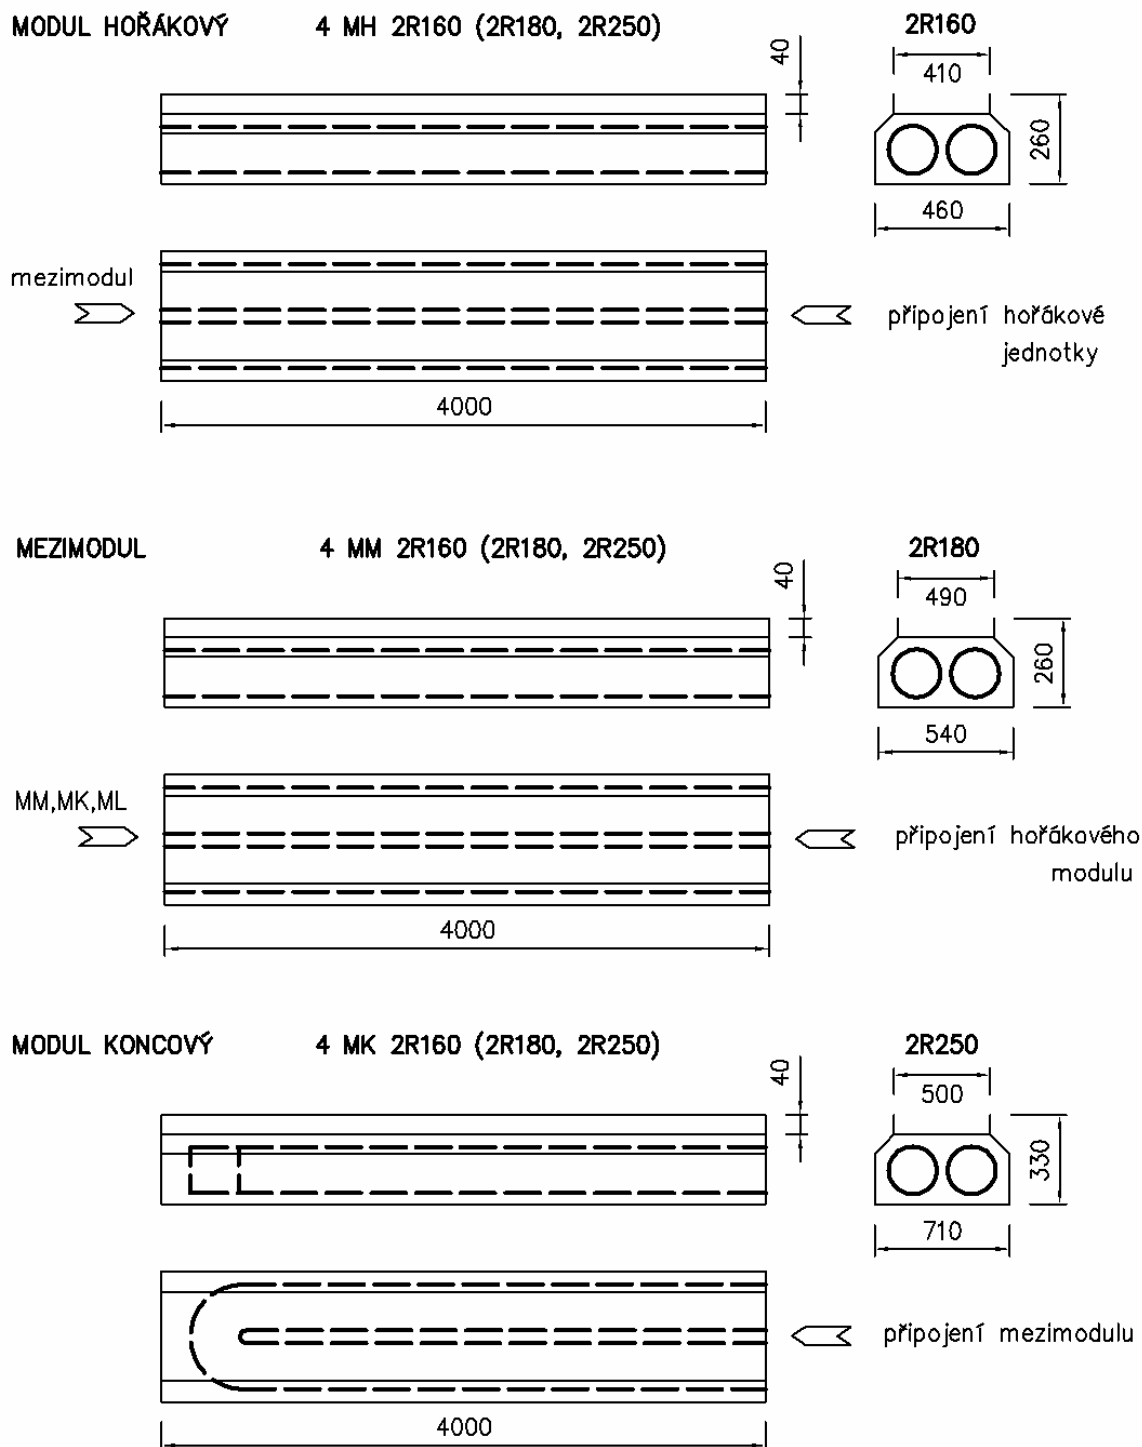 MODUL HOŘÁKOVÝ 4 MH 2R160 (2R180, 2R250) 2R160
40
410
260
460
mezimodul
připojení hořákové
jednotky
4000
MEZIMODUL 4 MM 2R160 (2R180, 2R250) 2R180
40
490
260
540
MM,MK,ML
připojení hořákového
modulu
4000
MODUL KONCOVÝ 4 MK 2R160 (2R180, 2R250) 2R250
40
500
330
710
připojení mezimodulu
4000